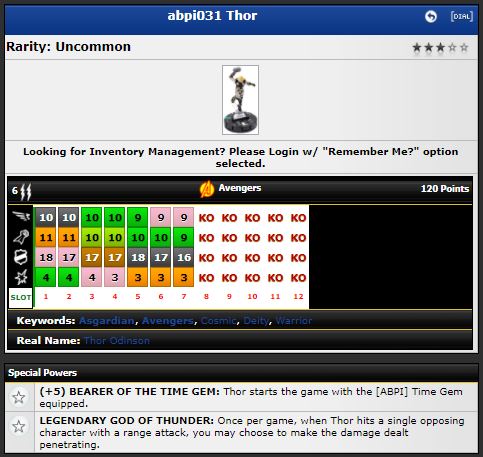 abpi031 Thor
[DIAL]
Rarity: Uncommon
Looking for Inventory Management? Please Login w/ "Remember Me?" option
selected.
6 Avengers 120 Points
10 10 10 10 9 9 9 KO KO KO KO KO
11 11 10 10 10 10 9 KO KO KO KO KO
18 17 17 17 18 17 16 KO KO KO KO KO
4 4 4 3 3 3 3 KO KO KO KO KO
SLOT 1 2 3 4 5 6 7 8 9 10 11 12
Keywords: Asgardian, Avengers, Cosmic, Deity, Warrior
Real Name: Thor Odinson
Special Powers
(+5) BEARER OF THE TIME GEM: Thor starts the game with the [ABPI] Time Gem
equipped.
LEGENDARY GOD OF THUNDER: Once per game, when Thor hits a single opposing
character with a range attack, you may choose to make the damage dealt
penetrating.